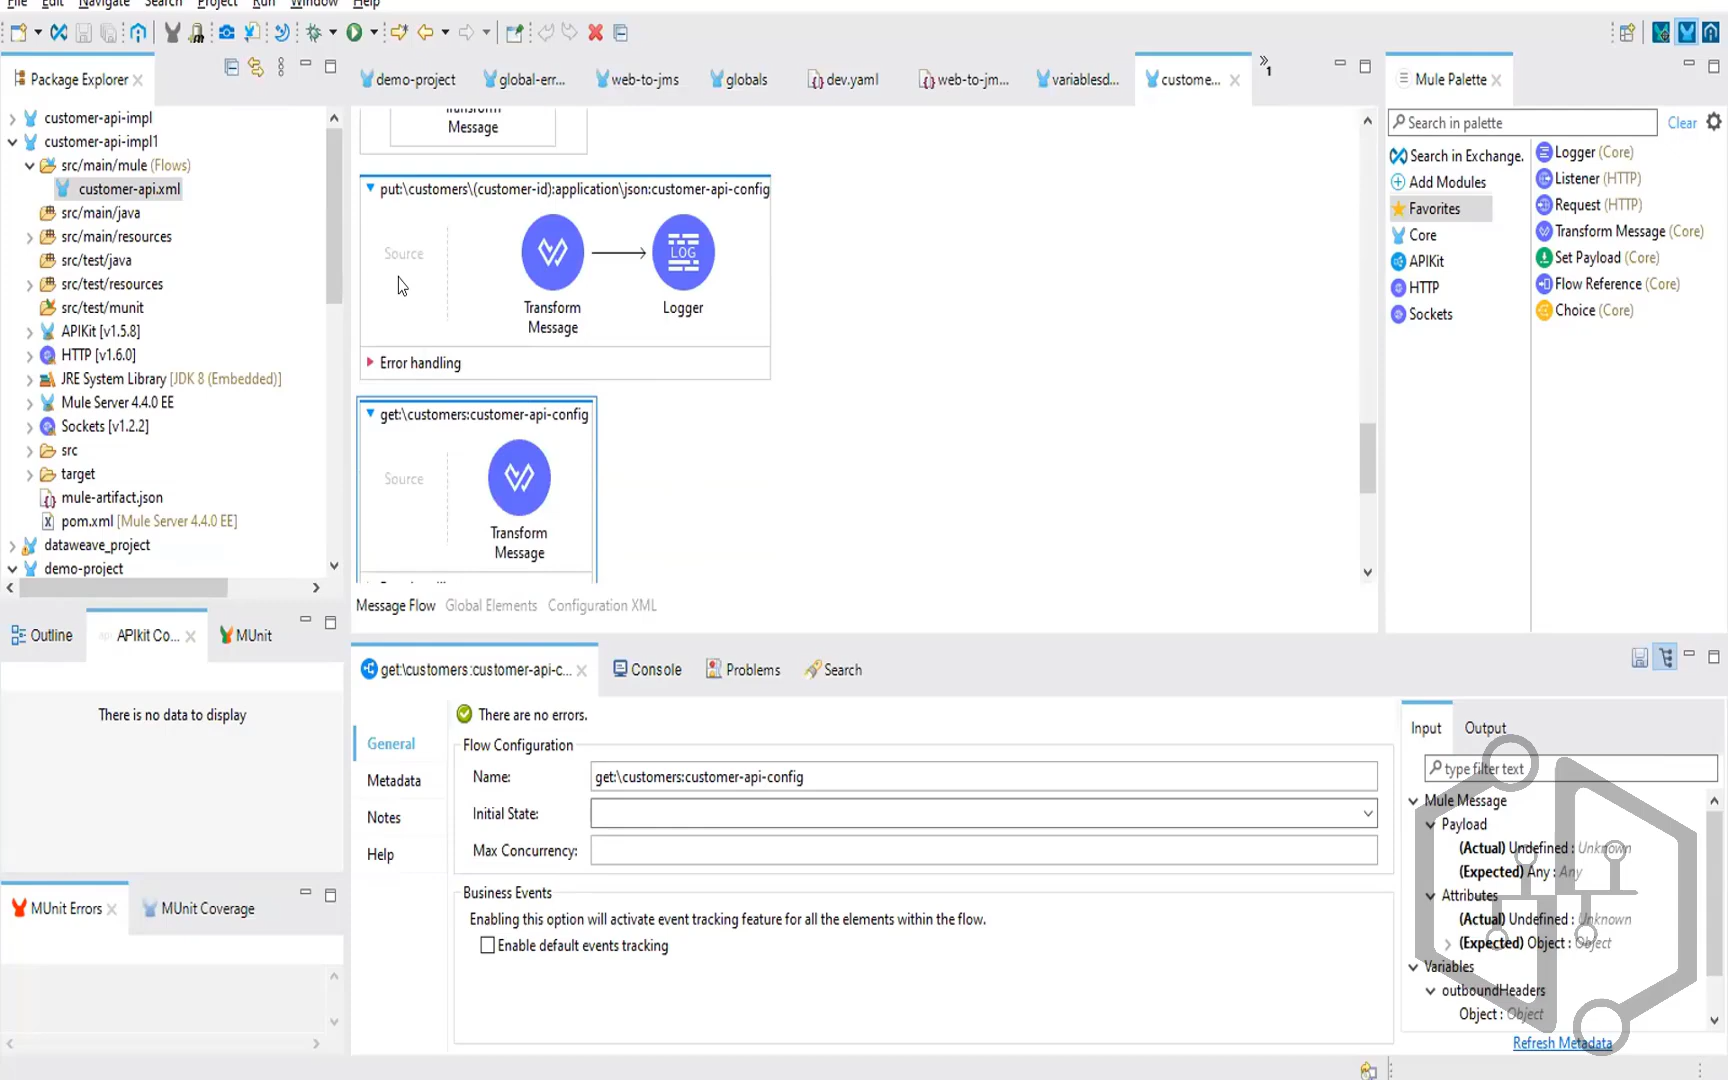 File Edit Navigate Search Project Run Window Help
Package Explorer
demo-project
global-err...
web-to-jms
globals
dev.yaml
web-to-jm...
variablesd...
custome...
»1
Mule Palette
customer-api-impl
customer-api-impl1
src/main/mule (Flows)
customer-api.xml
src/main/java
src/main/resources
src/test/java
src/test/resources
src/test/munit
APIKit [v1.5.8]
HTTP [v1.6.0]
JRE System Library [JDK 8 (Embedded)]
Mule Server 4.4.0 EE
Sockets [v1.2.2]
src
target
mule-artifact.json
pom.xml [Mule Server 4.4.0 EE]
dataweave_project
demo-project
Transform
Message
put:\customers\(customer-id):application\json:customer-api-config
Source
LOG
Transform
Message
Logger
Error handling
get:\customers:customer-api-config
Source
Transform
Message
Message Flow Global Elements Configuration XML
Search in palette
Clear
Search in Exchange.
Add Modules
Favorites
Core
APIKit
HTTP
Sockets
Logger (Core)
Listener (HTTP)
Request (HTTP)
Transform Message (Core)
Set Payload (Core)
Flow Reference (Core)
Choice (Core)
Outline
APIkit Co...
MUnit
There is no data to display
MUnit Errors
MUnit Coverage
get:\customers:customer-api-c...
Console
Problems
Search
General
Metadata
Notes
Help
There are no errors.
Flow Configuration
Name: get:\customers:customer-api-config
Initial State:
Max Concurrency:
Business Events
Enabling this option will activate event tracking feature for all the elements within the flow.
Enable default events tracking
Input Output
type filter text
Mule Message
Payload
(Actual) Undefined : Unknown
(Expected) Any : Any
Attributes
(Actual) Undefined : Unknown
(Expected) Object : Object
Variables
outboundHeaders
Object : Object
Refresh Metadata